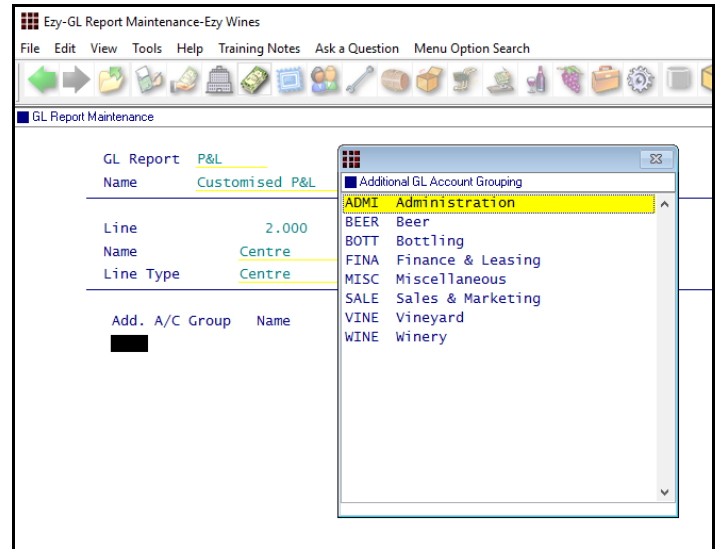 Ezy-GL Report Maintenance-Ezy Wines
File Edit View Tools Help Training Notes Ask a Question Menu Option Search
GL Report Maintenance
GL Report P&L
Name Customised P&L
Line 2.000
Name Centre
Line Type Centre
Add. A/C Group Name
Additional GL Account Grouping
ADMI Administration
BEER Beer
BOTT Bottling
FINA Finance & Leasing
MISC Miscellaneous
SALE Sales & Marketing
VINE Vineyard
WINE Winery